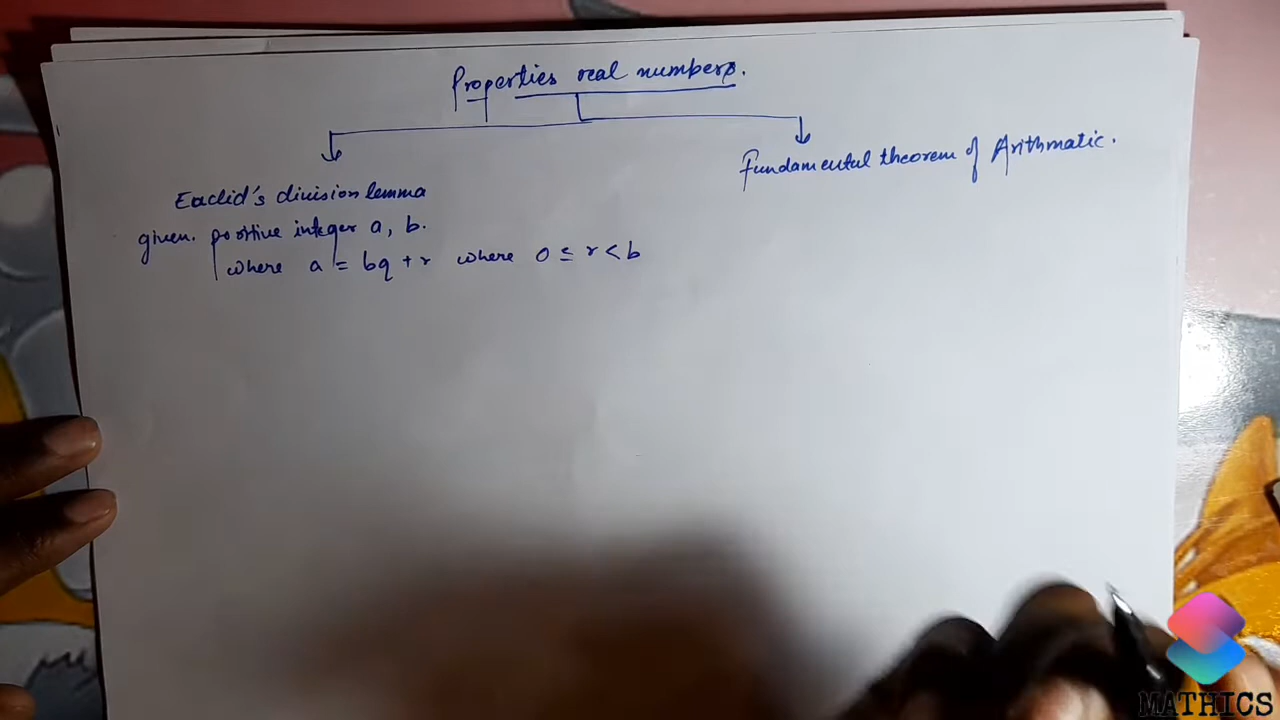 Properties real numbers.
Euclid's division lemma
given. positive integer a, b.
where a = bq + r where 0 ≤ r < b
Fundamental theorem of Arithmatic.
MATHICS